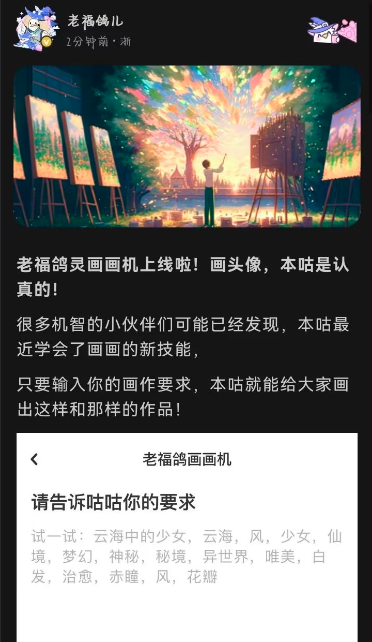 老福鸽儿
2分钟前·浙
老福鸽灵画画机上线啦！画头像，本咕是认
真的！
很多机智的小伙伴们可能已经发现，本咕最
近学会了画画的新技能，
只要输入你的画作要求，本咕就能给大家画
出这样和那样的作品！
老福鸽画画机
请告诉咕咕你的要求
试一试：云海中的少女，云海，风，少女，仙
境，梦幻，神秘，秘境，异世界，唯美，白
发，治愈，赤瞳，风，花瓣